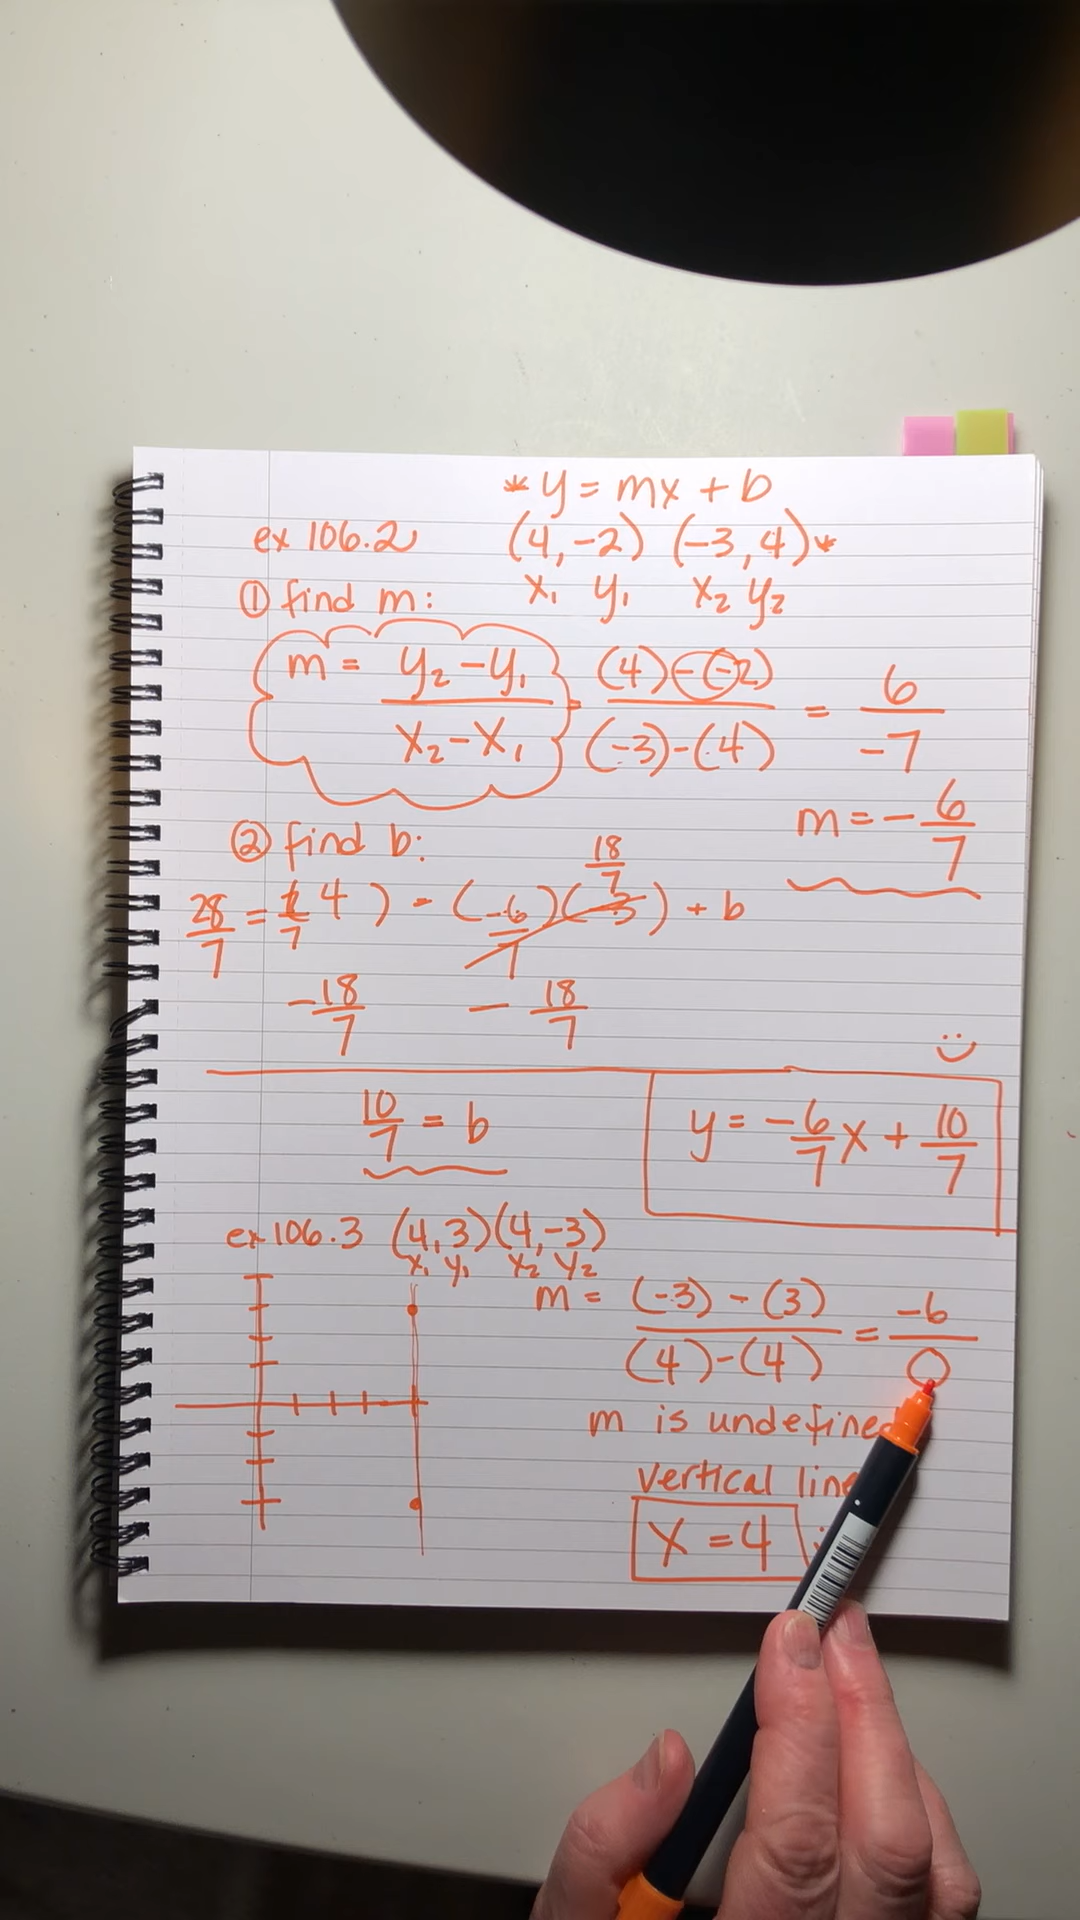 * y = mx + b
ex 106.2 (4, -2) (-3, 4) *
① find m: x₁ y₁ x₂ y₂
m = y₂ - y₁ / x₂ - x₁ = (4) - (-2) / (-3) - (4) = 6 / -7
m = - 6/7
② find b:
18/7
28/7 = 4 ) = (-6/7)(-3) + b
- 18/7 - 18/7
10/7 = b
y = -6/7 x + 10/7
ex 106.3 (4, 3) (4, -3)
x₁ y₁ x₂ y₂
m = (-3) - (3) / (4) - (4) = -6 / 0
m is undefine
vertical line
x = 4